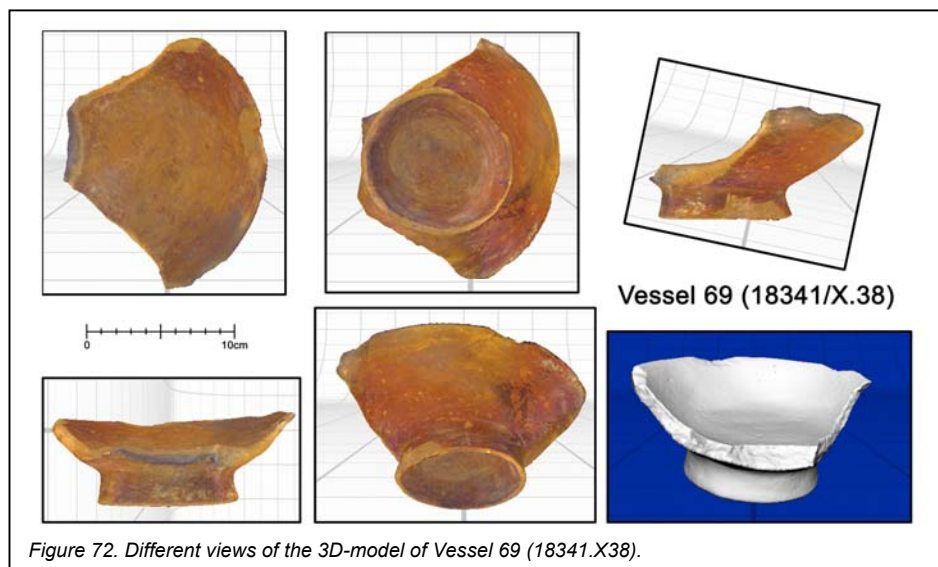 Vessel 69 (18341/X.38)
0 10cm
Figure 72. Different views of the 3D-model of Vessel 69 (18341.X38).